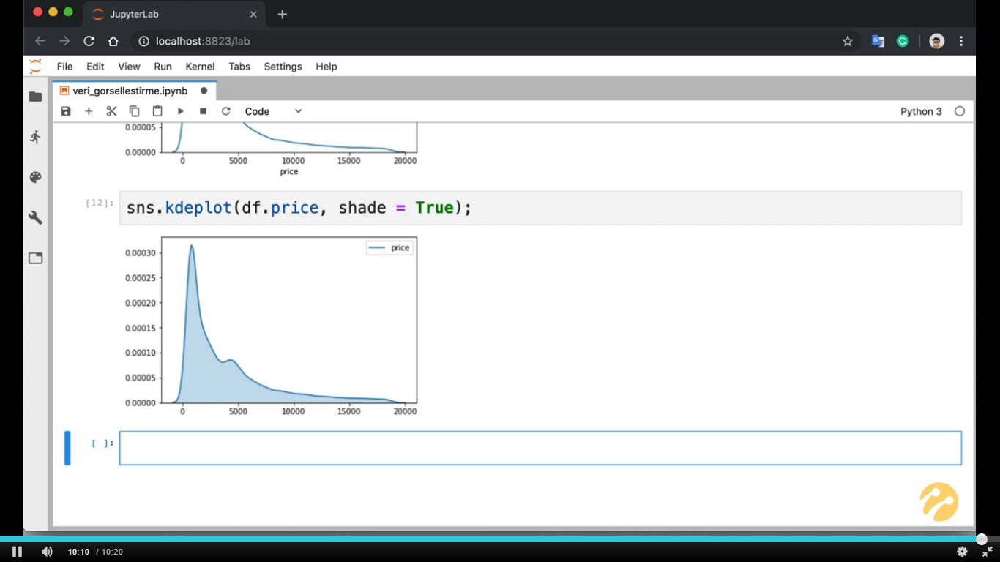 JupyterLab
localhost:8823/lab
File Edit View Run Kernel Tabs Settings Help
veri_gorsellestirme.ipynb
Code
Python 3
0.00005
0.00000
0 5000 10000 15000 20000
price
[12]: sns.kdeplot(df.price, shade = True);
price
0.00030
0.00025
0.00020
0.00015
0.00010
0.00005
0.00000
0 5000 10000 15000 20000
[ ]:
10:10 / 10:20